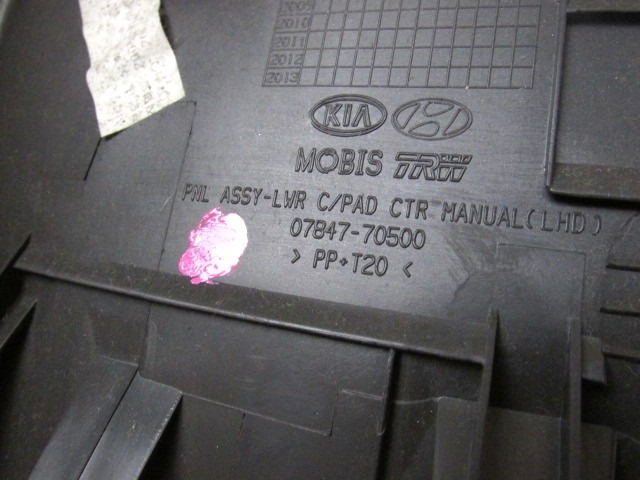 2009
2010
2011
2012
2013
KIA
MOBIS TRW
PNL ASSY-LWR C/PAD CTR MANUAL(LHD)
07847-70500
> PP+T20 <